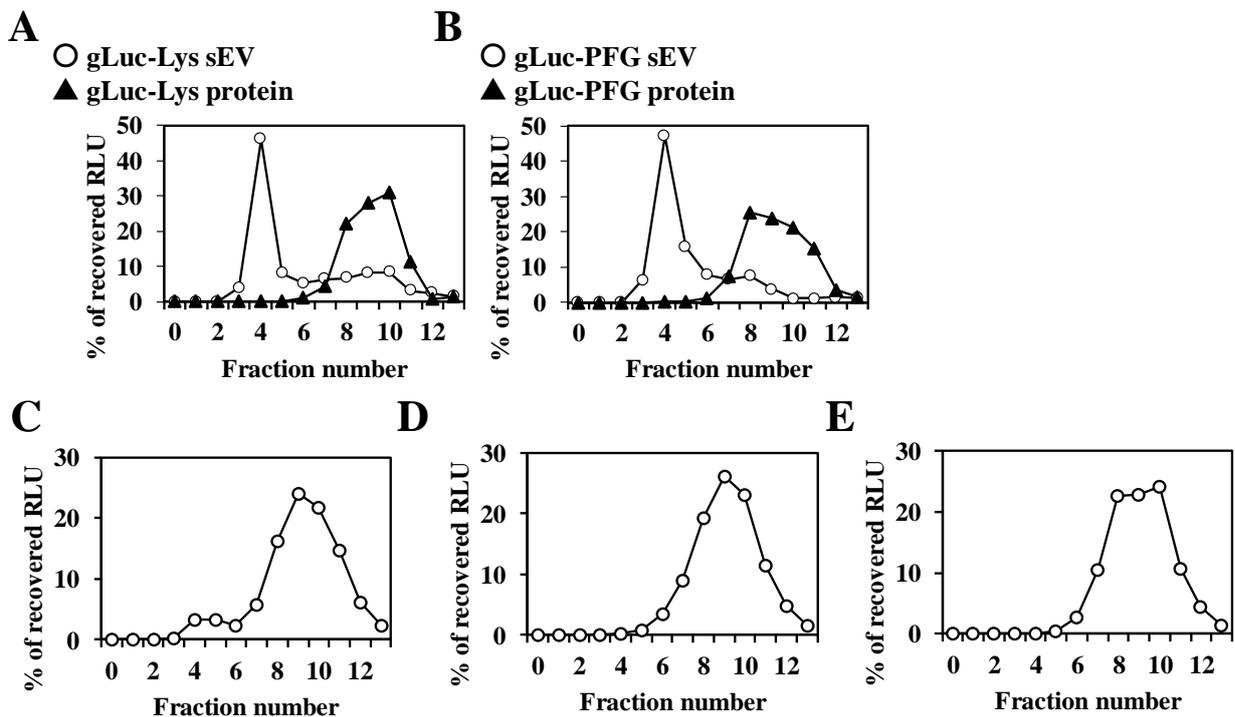 A
○ gLuc-Lys sEV
▲ gLuc-Lys protein
50
40
30
20
10
0
% of recovered RLU
0 2 4 6 8 10 12
Fraction number
B
○ gLuc-PFG sEV
▲ gLuc-PFG protein
50
40
30
20
10
0
% of recovered RLU
0 2 4 6 8 10 12
Fraction number
C
30
20
10
0
% of recovered RLU
0 2 4 6 8 10 12
Fraction number
D
30
20
10
0
% of recovered RLU
0 2 4 6 8 10 12
Fraction number
E
30
20
10
0
% of recovered RLU
0 2 4 6 8 10 12
Fraction number